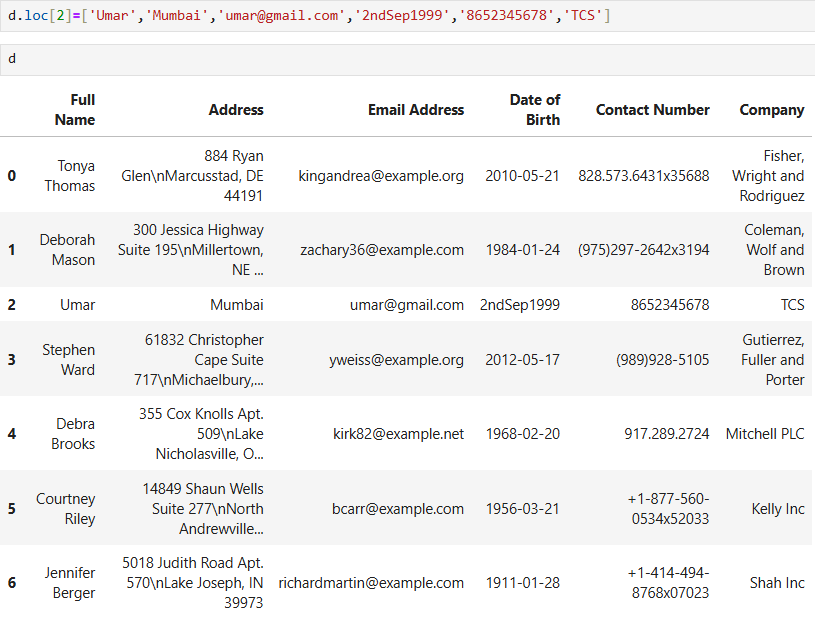 d.loc[2]=['Umar','Mumbai','umar@gmail.com','2ndSep1999','8652345678','TCS']
d
Full Name Address Email Address Date of Birth Contact Number Company
0 Tonya Thomas 884 Ryan Glen\nMarcusstad, DE 44191 kingandrea@example.org 2010-05-21 828.573.6431x35688 Fisher, Wright and Rodriguez
1 Deborah Mason 300 Jessica Highway Suite 195\nMillertown, NE ... zachary36@example.com 1984-01-24 (975)297-2642x3194 Coleman, Wolf and Brown
2 Umar Mumbai umar@gmail.com 2ndSep1999 8652345678 TCS
3 Stephen Ward 61832 Christopher Cape Suite 717\nMichaelbury,... yweiss@example.org 2012-05-17 (989)928-5105 Gutierrez, Fuller and Porter
4 Debra Brooks 355 Cox Knolls Apt. 509\nLake Nicholasville, O... kirk82@example.net 1968-02-20 917.289.2724 Mitchell PLC
5 Courtney Riley 14849 Shaun Wells Suite 277\nNorth Andrewville... bcarr@example.com 1956-03-21 +1-877-560-0534x52033 Kelly Inc
6 Jennifer Berger 5018 Judith Road Apt. 570\nLake Joseph, IN 39973 richardmartin@example.com 1911-01-28 +1-414-494-8768x07023 Shah Inc